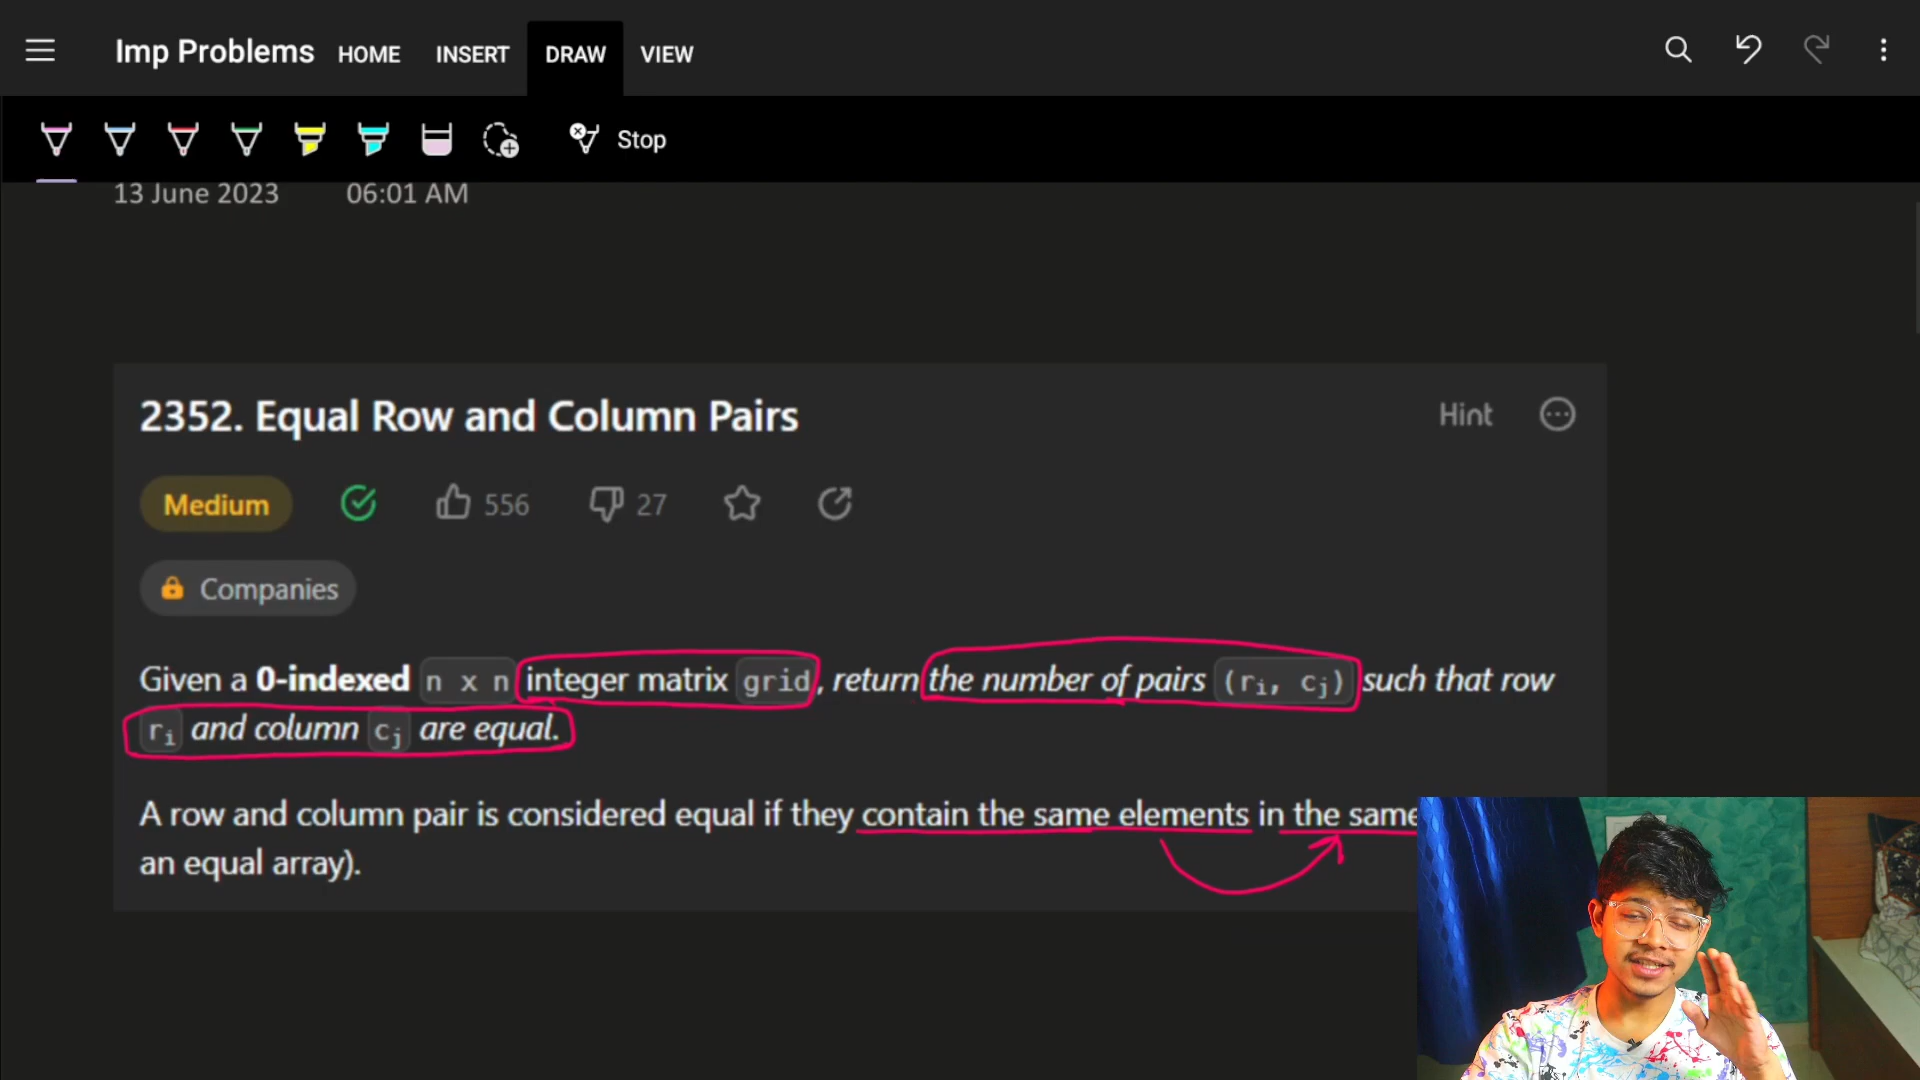 Imp Problems HOME INSERT DRAW VIEW
Stop
13 June 2023 06:01 AM
2352. Equal Row and Column Pairs Hint
Medium 556 27
Companies
Given a 0-indexed n x n integer matrix grid, return the number of pairs (ri, cj) such that row
ri and column cj are equal.
A row and column pair is considered equal if they contain the same elements in the same
an equal array).